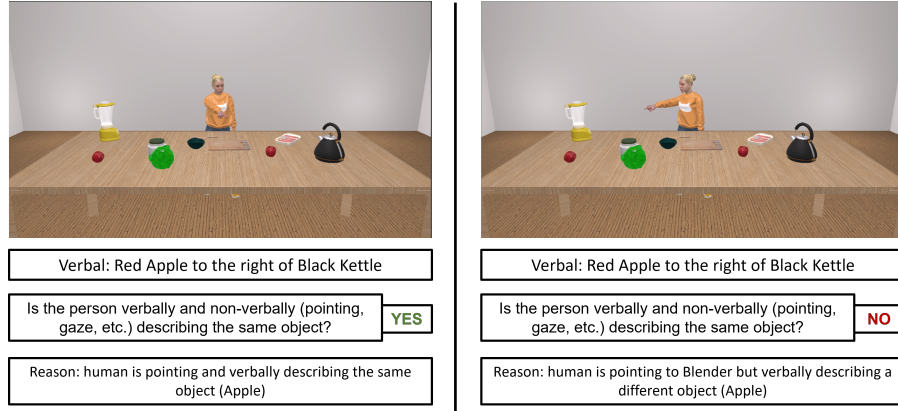 Verbal: Red Apple to the right of Black Kettle
Is the person verbally and non-verbally (pointing,
gaze, etc.) describing the same object?
YES
Reason: human is pointing and verbally describing the same
object (Apple)
Verbal: Red Apple to the right of Black Kettle
Is the person verbally and non-verbally (pointing,
gaze, etc.) describing the same object?
NO
Reason: human is pointing to Blender but verbally describing a
different object (Apple)